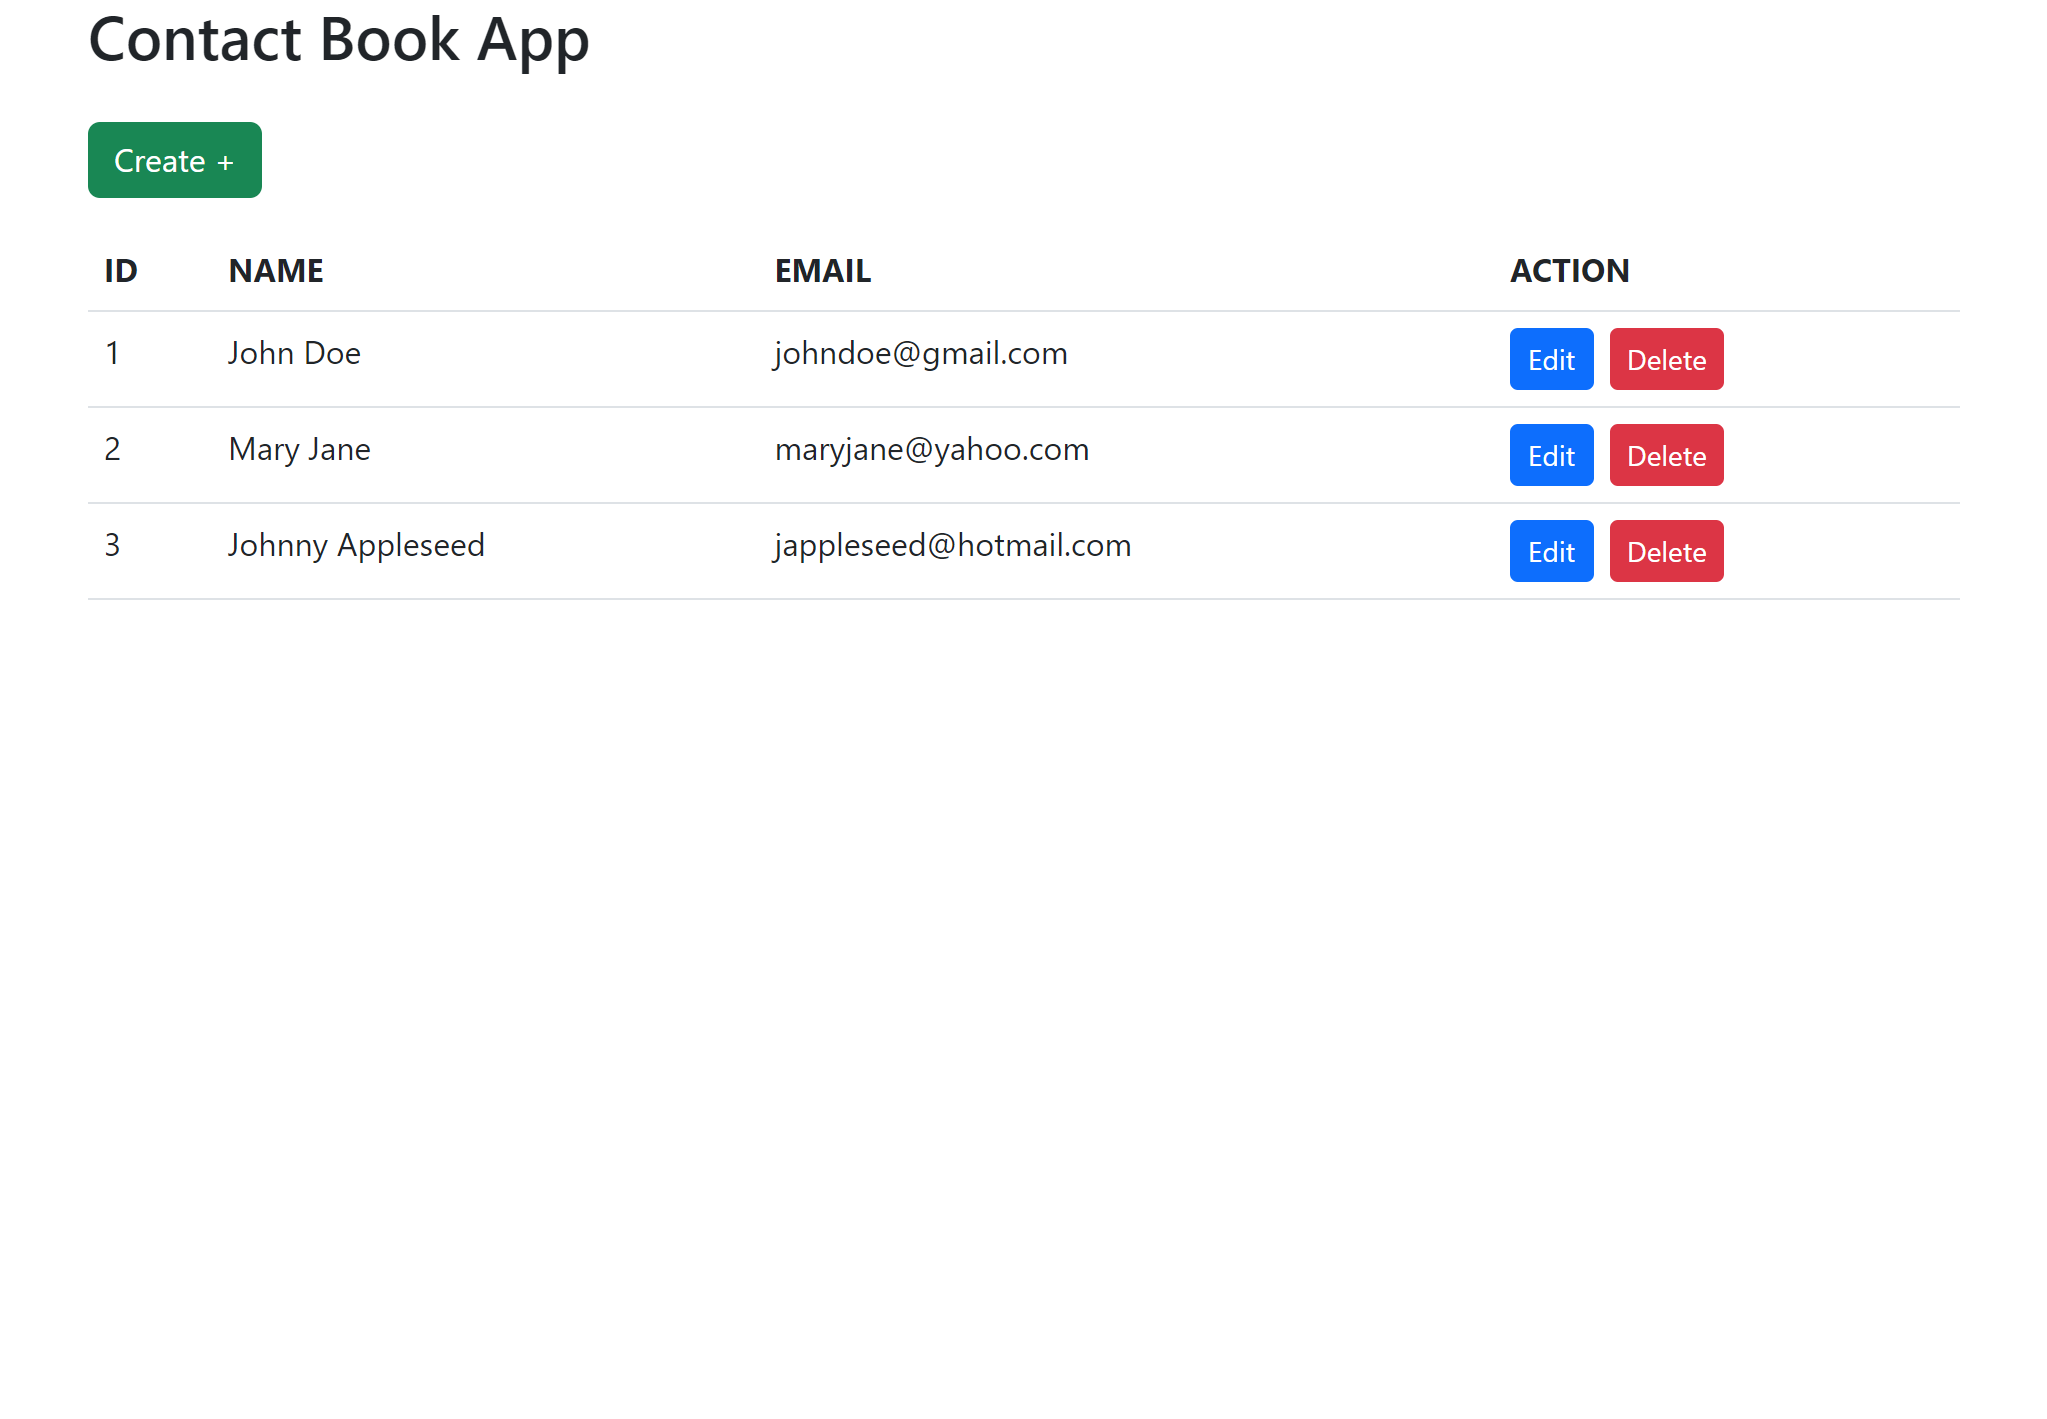 Contact Book App
Create +
ID NAME EMAIL ACTION
1 John Doe johndoe@gmail.com Edit Delete
2 Mary Jane maryjane@yahoo.com Edit Delete
3 Johnny Appleseed jappleseed@hotmail.com Edit Delete